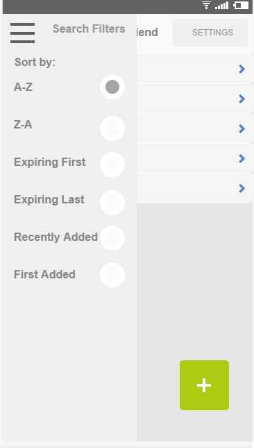 Search Filters
iend
SETTINGS
Sort by:
A-Z
Z-A
Expiring First
Expiring Last
Recently Added
First Added
+